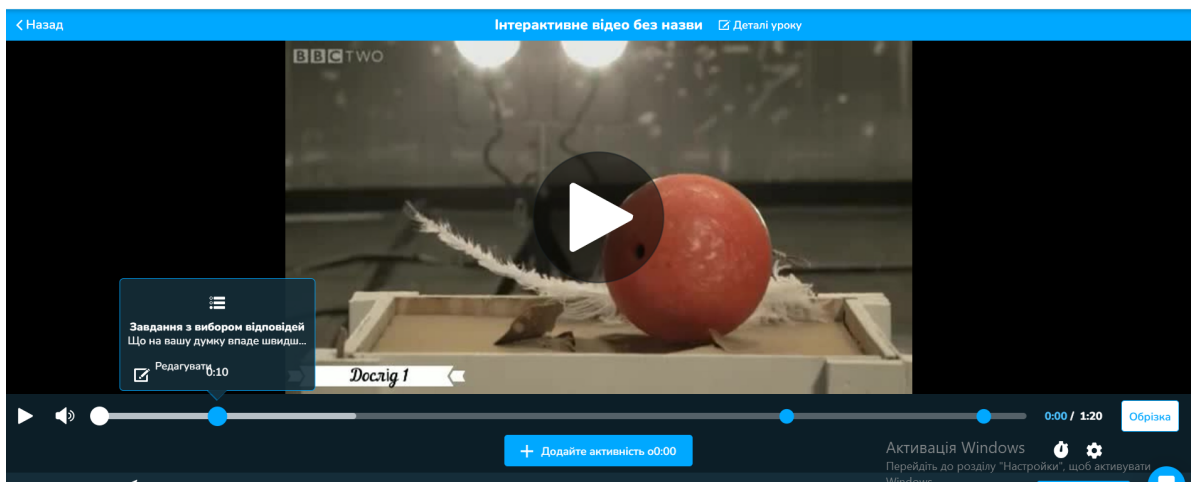 Назад
Інтерактивне відео без назви
Деталі уроку
BBC TWO
Завдання з вибором відповідей
Що на вашу думку впаде швидш...
Редагувати
0:10
Дослід 1
0:00 / 1:20
Обрізка
+ Додайте активність о0:00
Активація Windows
Перейдіть до розділу "Настройки", щоб активувати
Windows.